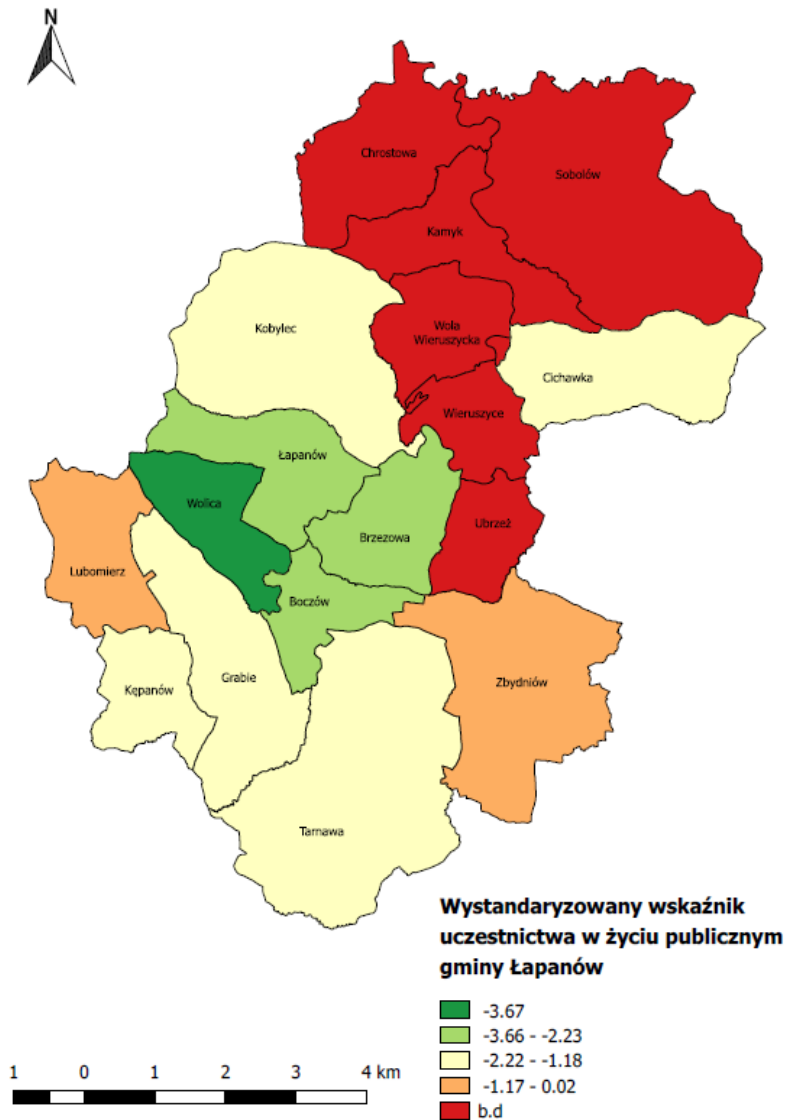 N
Chrostowa
Sobolów
Kamyk
Kobylec
Wola
Wieruszycka
Cichawka
Wieruszyce
Łapanów
Wolica
Brzezowa
Ubrzeż
Lubomierz
Boczów
Grabie
Kępanów
Zbydniów
Tarnawa
Wystandaryzowany wskaźnik
uczestnictwa w życiu publicznym
gminy Łapanów
-3.67
-3.66 - -2.23
-2.22 - -1.18
-1.17 - 0.02
b.d
1 0 1 2 3 4 km